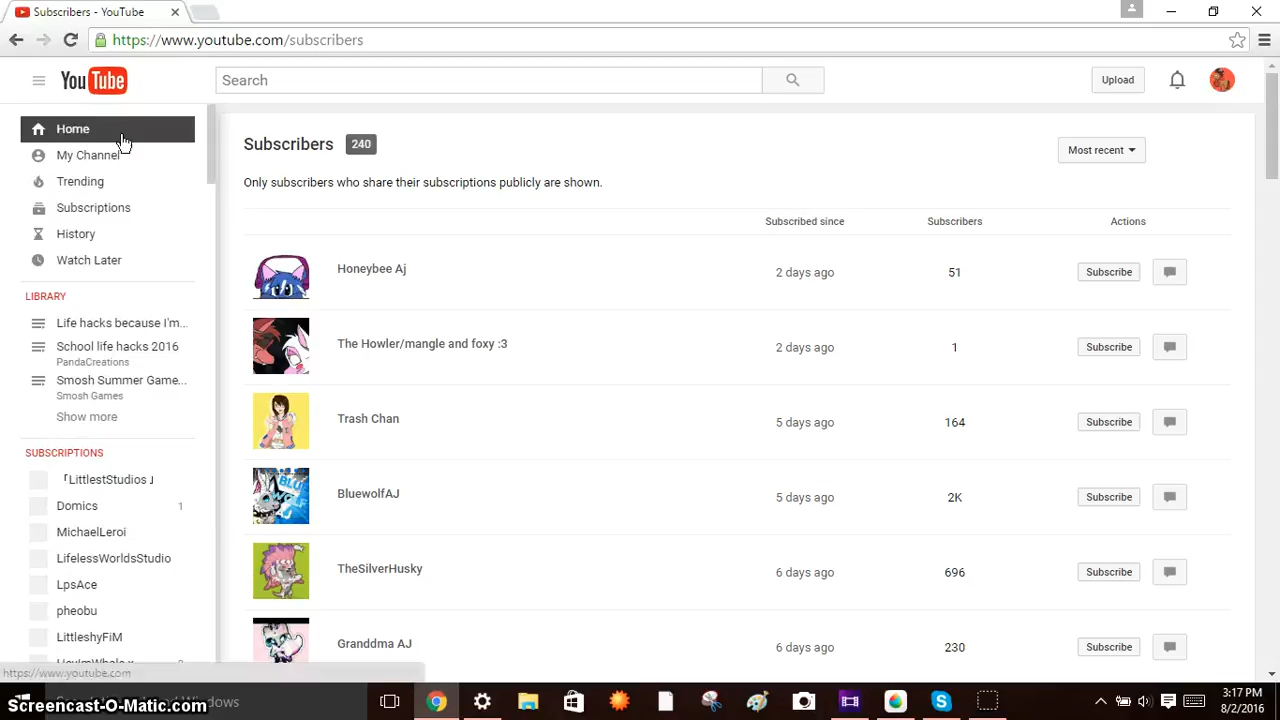 Subscribers - YouTube
https://www.youtube.com/subscribers
YouTube
Search
Upload
Home
My Channel
Trending
Subscriptions
History
Watch Later
LIBRARY
Life hacks because I'm...
School life hacks 2016
PandaCreations
Smosh Summer Game...
Smosh Games
Show more
SUBSCRIPTIONS
「LittlestStudios」
Domics 1
MichaelLeroi
LifelessWorldsStudio
LpsAce
pheobu
LittleshyFiM
Subscribers 240
Most recent
Only subscribers who share their subscriptions publicly are shown.
Subscribed since Subscribers Actions
Honeybee Aj 2 days ago 51 Subscribe
The Howler/mangle and foxy :3 2 days ago 1 Subscribe
Trash Chan 5 days ago 164 Subscribe
BluewolfAJ 5 days ago 2K Subscribe
TheSilverHusky 6 days ago 696 Subscribe
Granddma AJ 6 days ago 230 Subscribe
https://www.youtube.com
Windows
Screencast-O-Matic.com
3:17 PM
8/2/2016